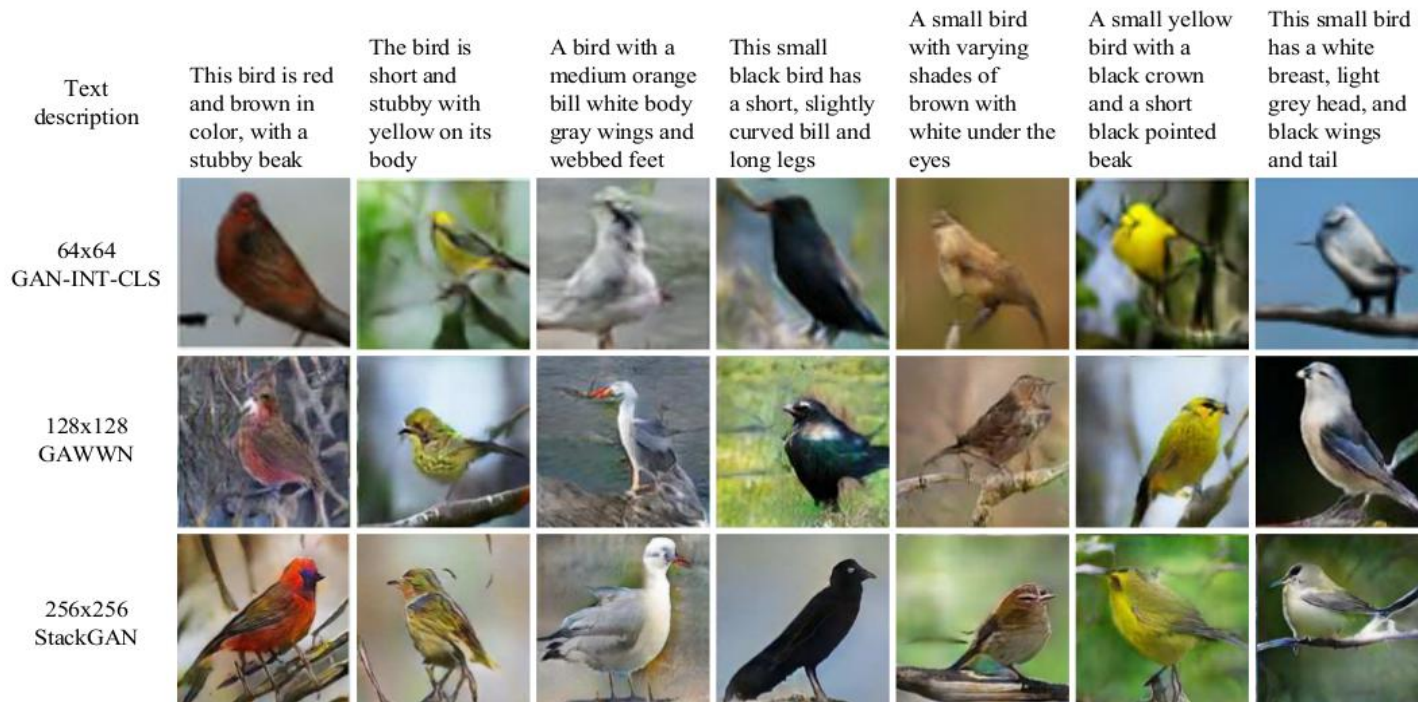 Text
description
This bird is red
and brown in
color, with a
stubby beak
The bird is
short and
stubby with
yellow on its
body
A bird with a
medium orange
bill white body
gray wings and
webbed feet
This small
black bird has
a short, slightly
curved bill and
long legs
A small bird
with varying
shades of
brown with
white under the
eyes
A small yellow
bird with a
black crown
and a short
black pointed
beak
This small bird
has a white
breast, light
grey head, and
black wings
and tail
64x64
GAN-INT-CLS
128x128
GAWWN
256x256
StackGAN